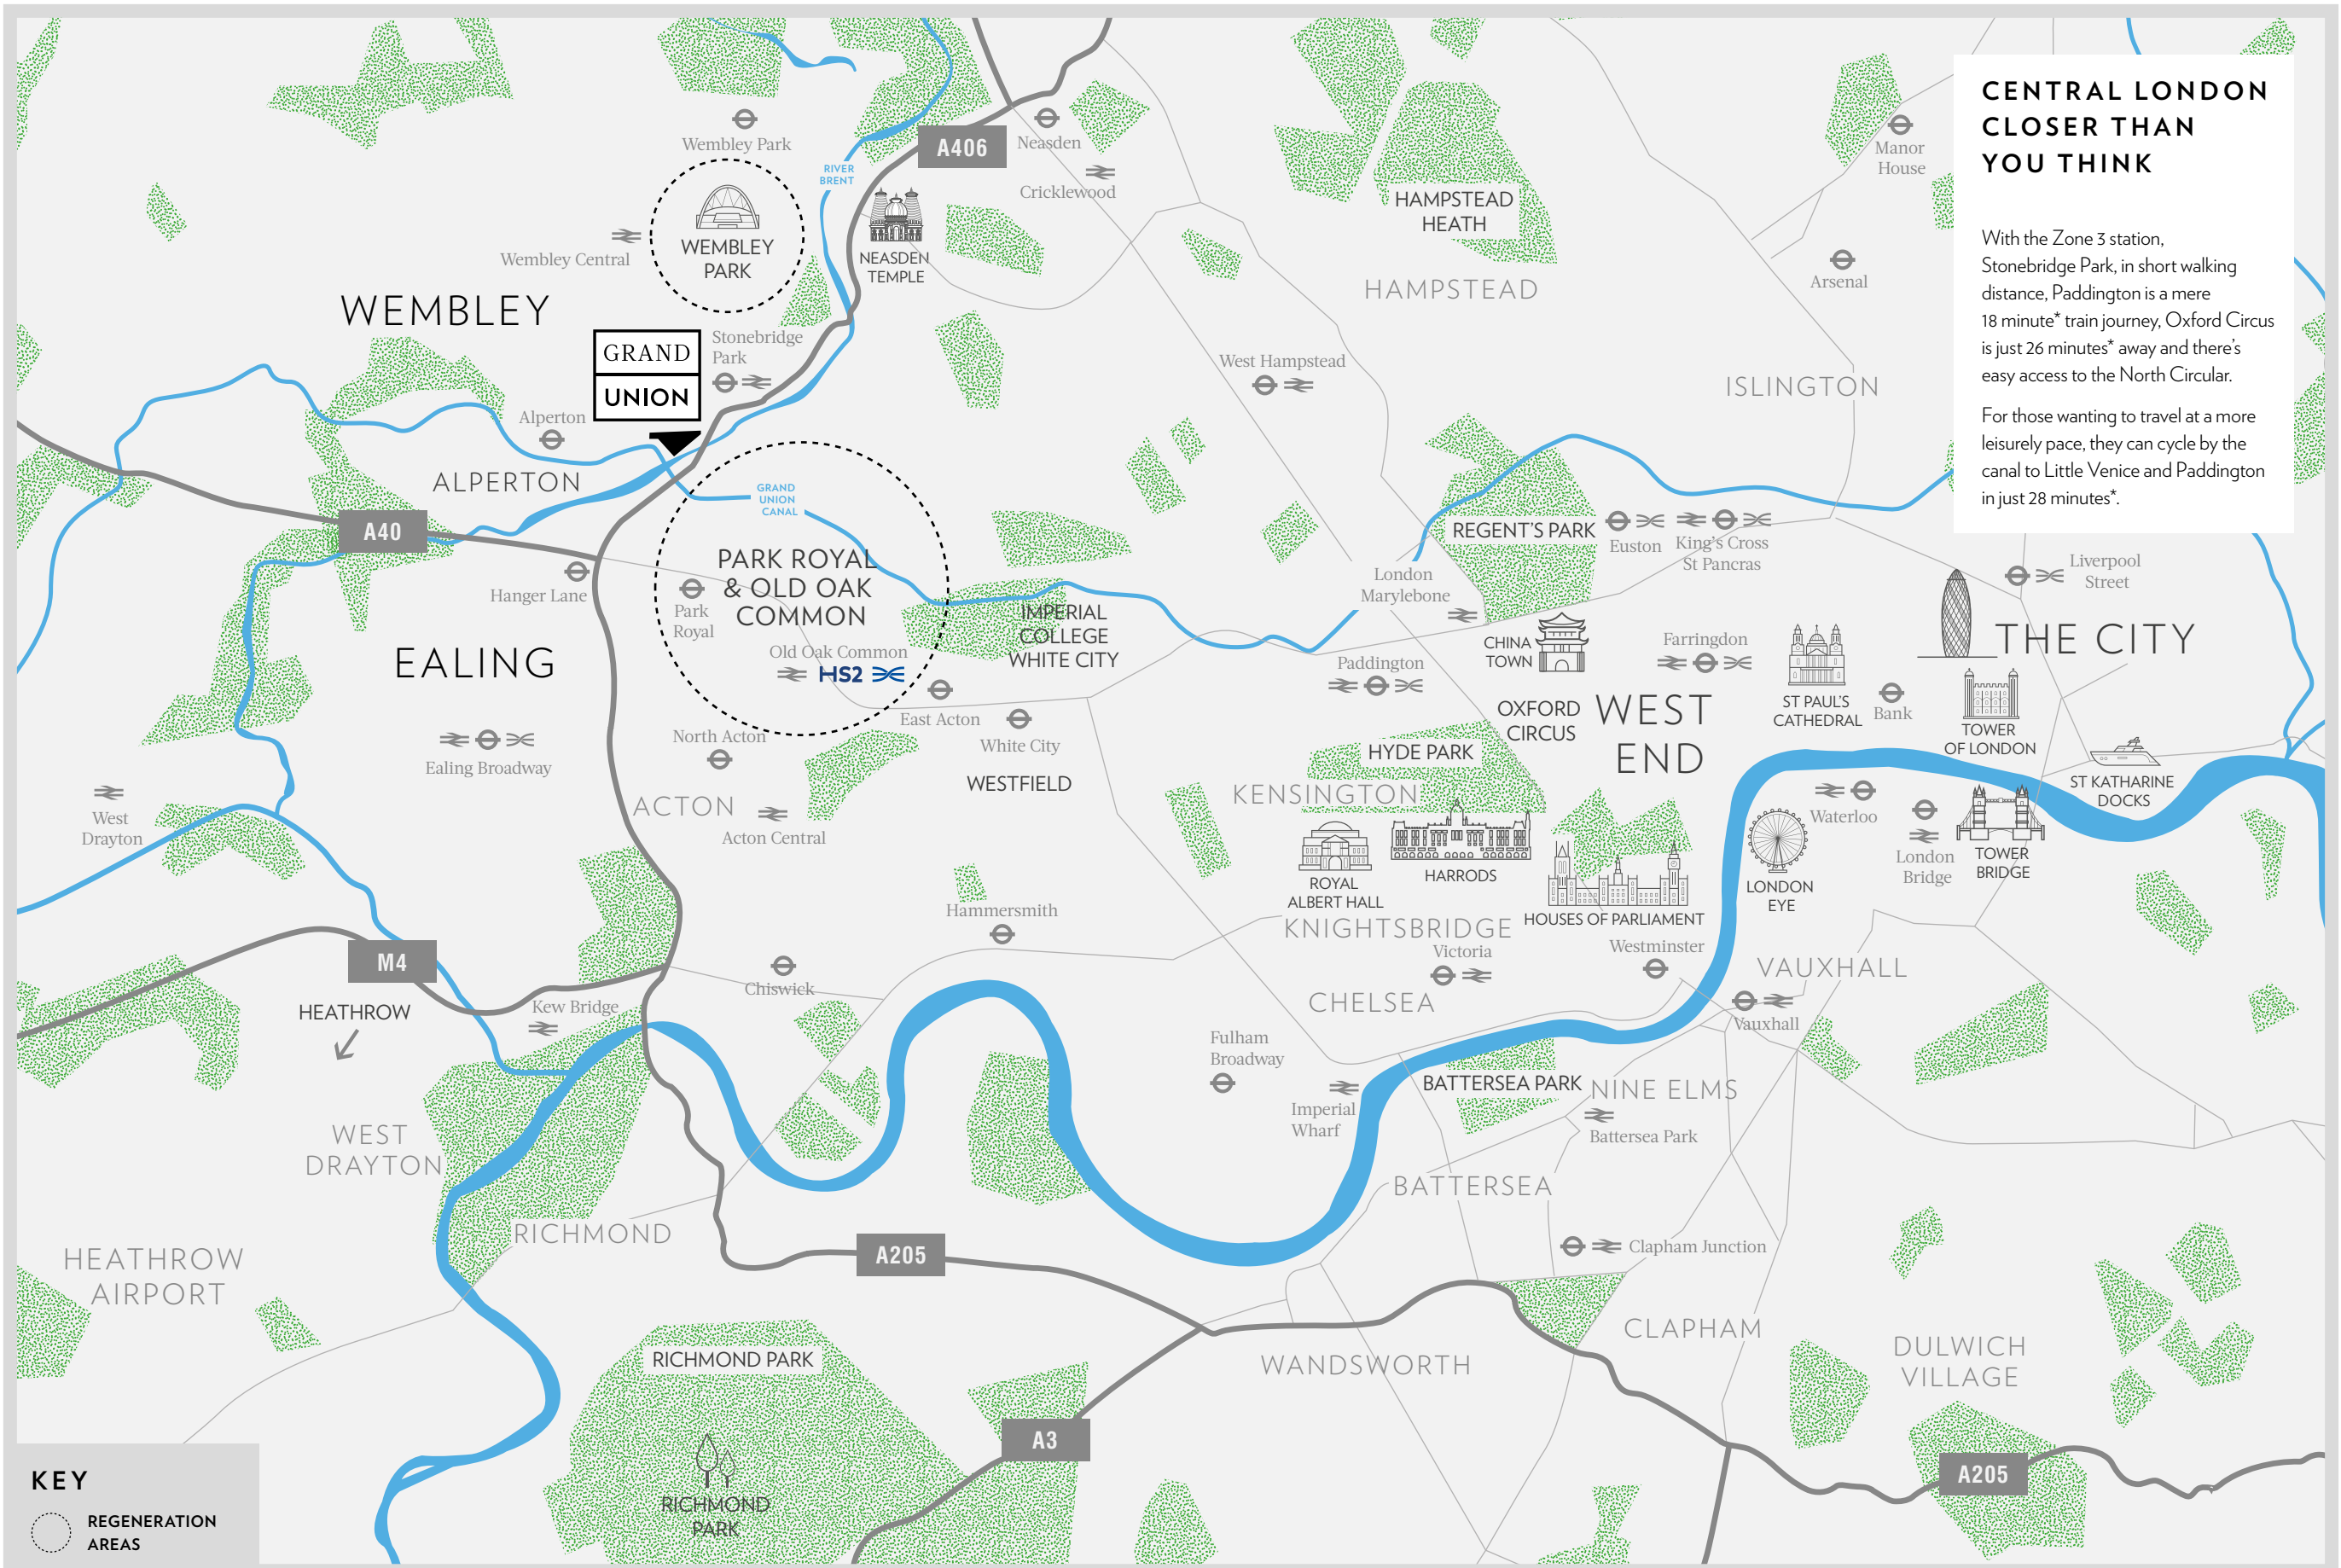 CENTRAL LONDON
CLOSER THAN
YOU THINK
With the Zone 3 station,
Stonebridge Park, in short walking
distance, Paddington is a mere
18 minute* train journey, Oxford Circus
is just 26 minutes* away and there's
easy access to the North Circular.
For those wanting to travel at a more
leisurely pace, they can cycle by the
canal to Little Venice and Paddington
in just 28 minutes*.
Wembley Park
A406
Neasden
Cricklewood
RIVER
BRENT
Manor
House
WEMBLEY
PARK
Wembley Central
NEASDEN
TEMPLE
HAMPSTEAD
HEATH
HAMPSTEAD
Arsenal
WEMBLEY
GRAND
UNION
Stonebridge
Park
West Hampstead
ISLINGTON
Alperton
ALPERTON
GRAND
UNION
CANAL
A40
Hanger Lane
PARK ROYAL
& OLD OAK
COMMON
Park
Royal
Old Oak Common
HS2
IMPERIAL
COLLEGE
WHITE CITY
London
Marylebone
REGENT'S PARK
Euston
King's Cross
St Pancras
Liverpool
Street
THE CITY
EALING
Ealing Broadway
North Acton
East Acton
White City
WESTFIELD
Paddington
CHINA
TOWN
Farringdon
ST PAUL'S
CATHEDRAL
Bank
TOWER
OF LONDON
OXFORD
CIRCUS
WEST
END
HYDE PARK
KENSINGTON
ST KATHARINE
DOCKS
West
Drayton
ACTON
Acton Central
ROYAL
ALBERT HALL
HARRODS
HOUSES OF PARLIAMENT
LONDON
EYE
Waterloo
London
Bridge
TOWER
BRIDGE
Hammersmith
KNIGHTSBRIDGE
Victoria
Westminster
VAUXHALL
Vauxhall
M4
HEATHROW
Kew Bridge
Chiswick
CHELSEA
Fulham
Broadway
Imperial
Wharf
BATTERSEA PARK
NINE ELMS
Battersea Park
WEST
DRAYTON
BATTERSEA
RICHMOND
A205
Clapham Junction
HEATHROW
AIRPORT
CLAPHAM
WANDSWORTH
DULWICH
VILLAGE
RICHMOND PARK
A3
RICHMOND
PARK
A205
KEY
REGENERATION
AREAS